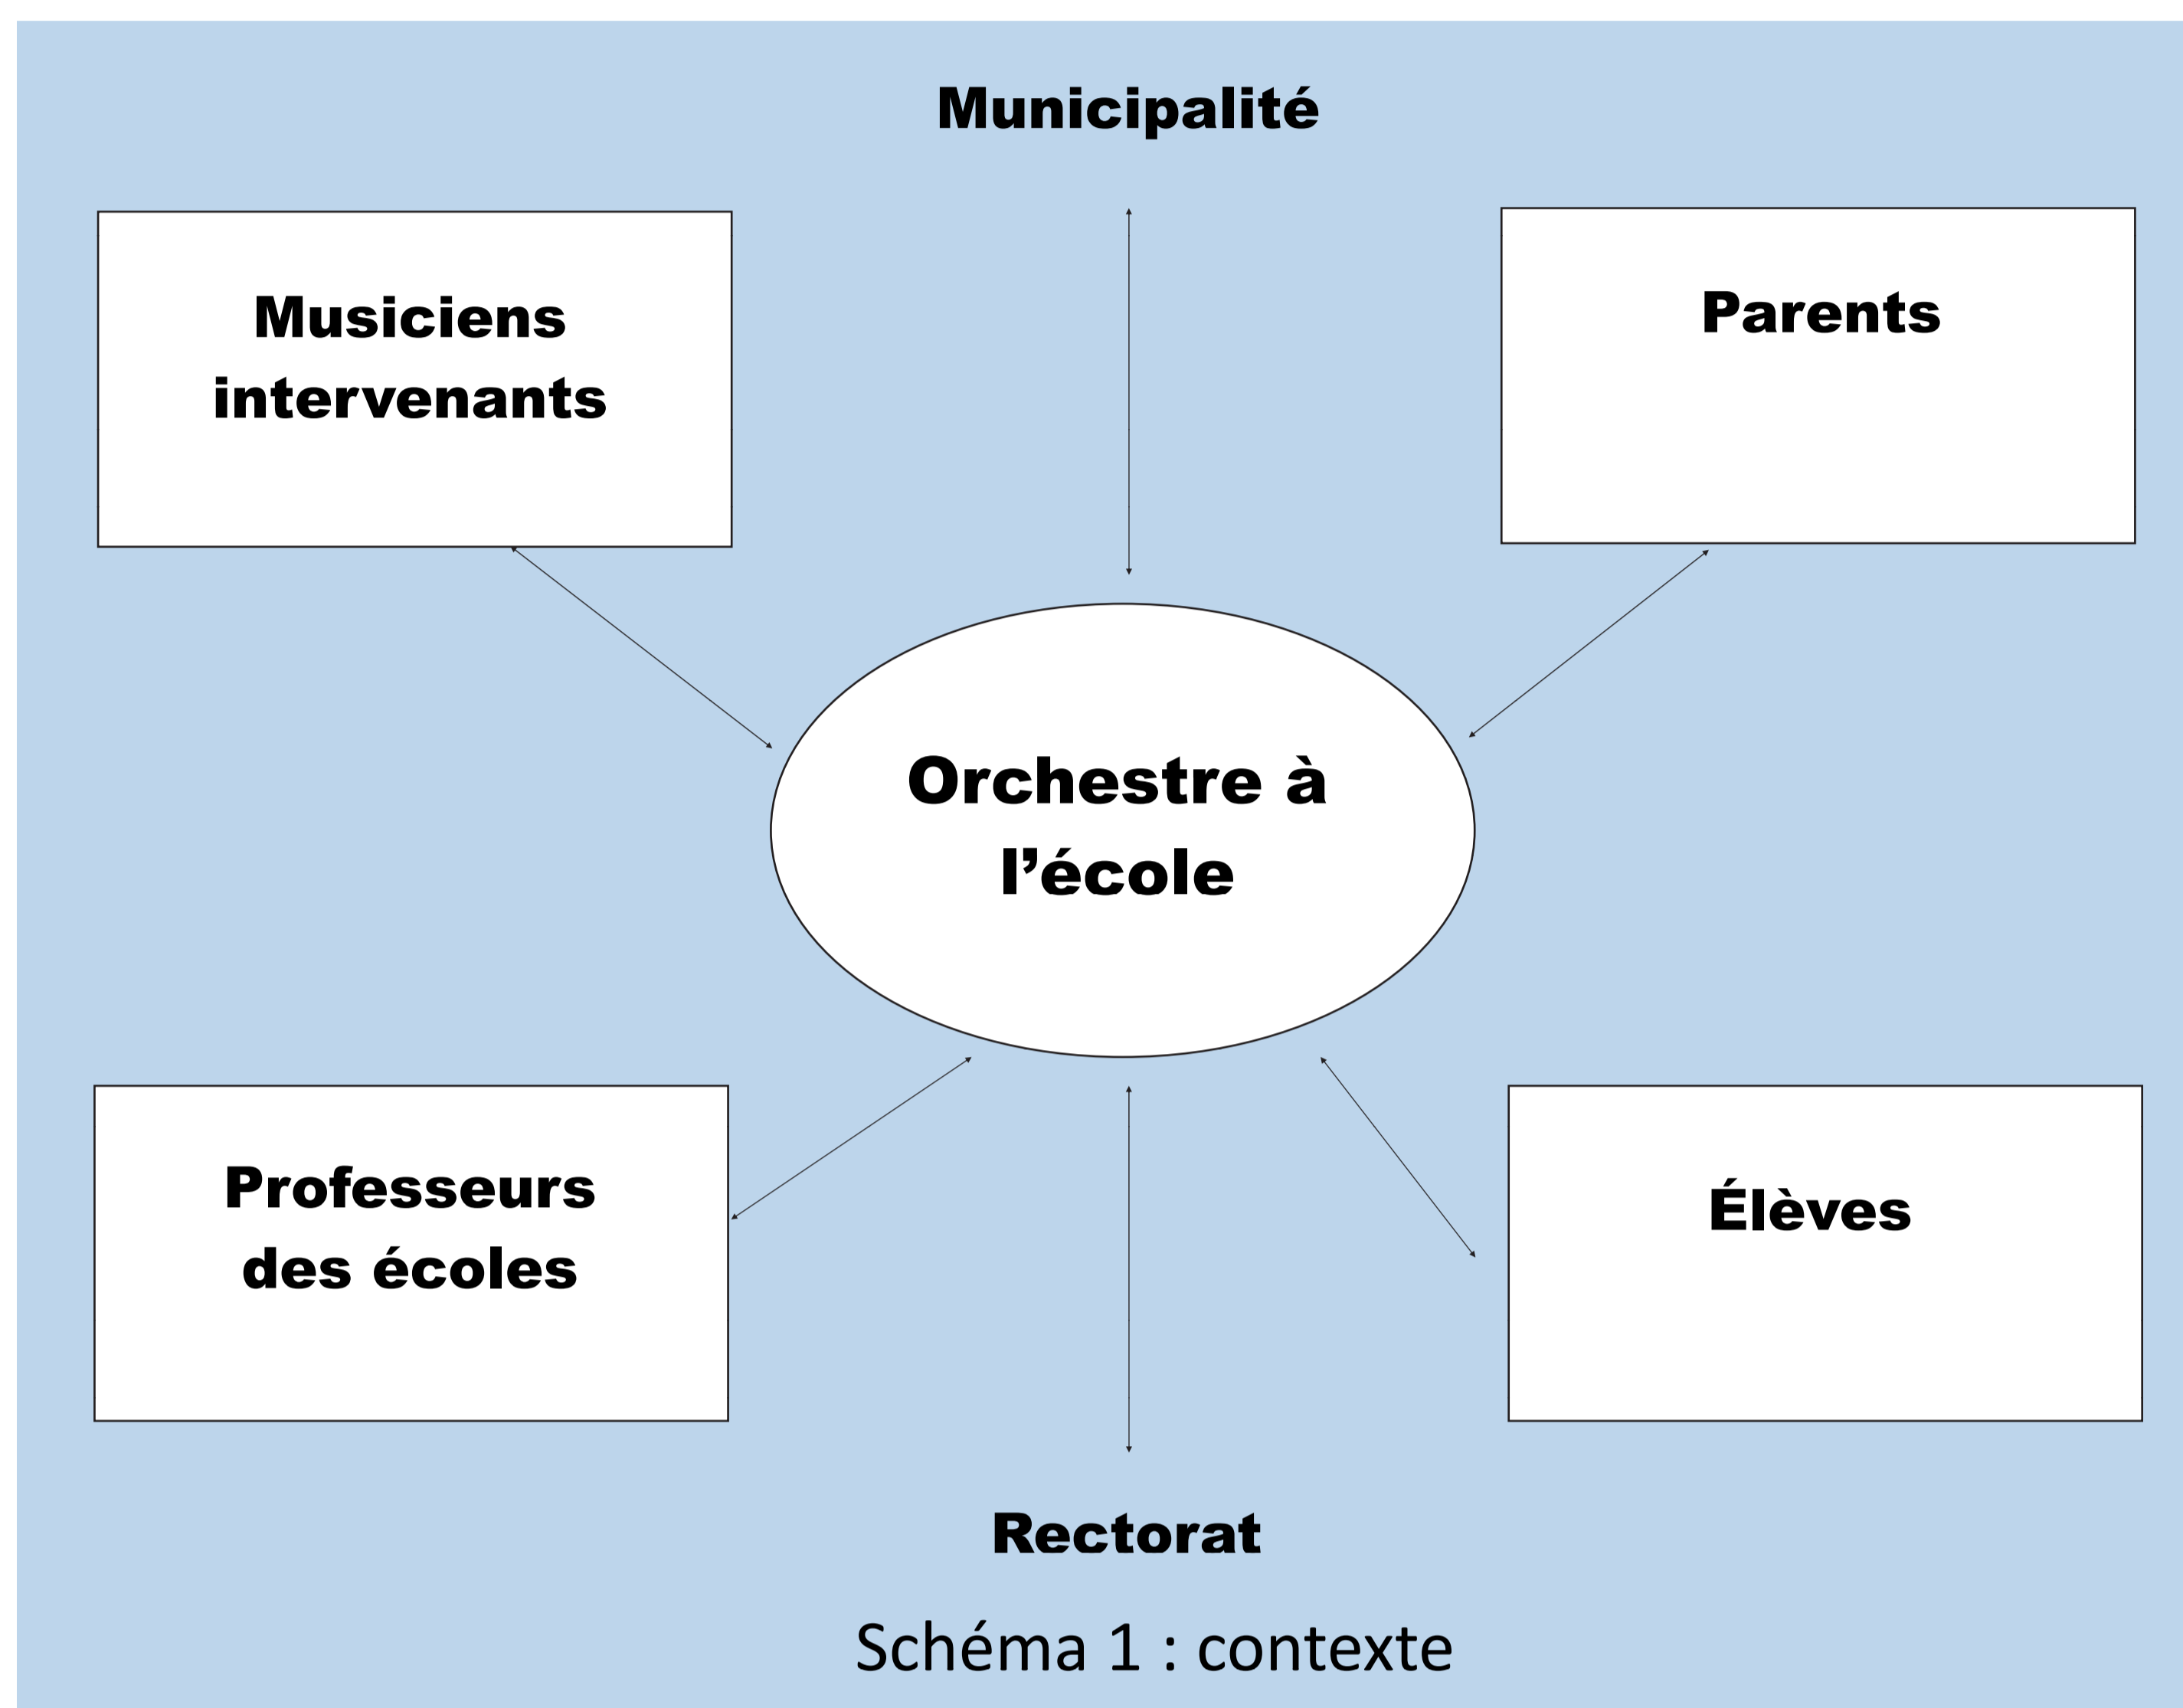 Municipalité
Musiciens
intervenants
Parents
Orchestre à
l’école
Professeurs
des écoles
Élèves
Rectorat
Schéma 1 : contexte